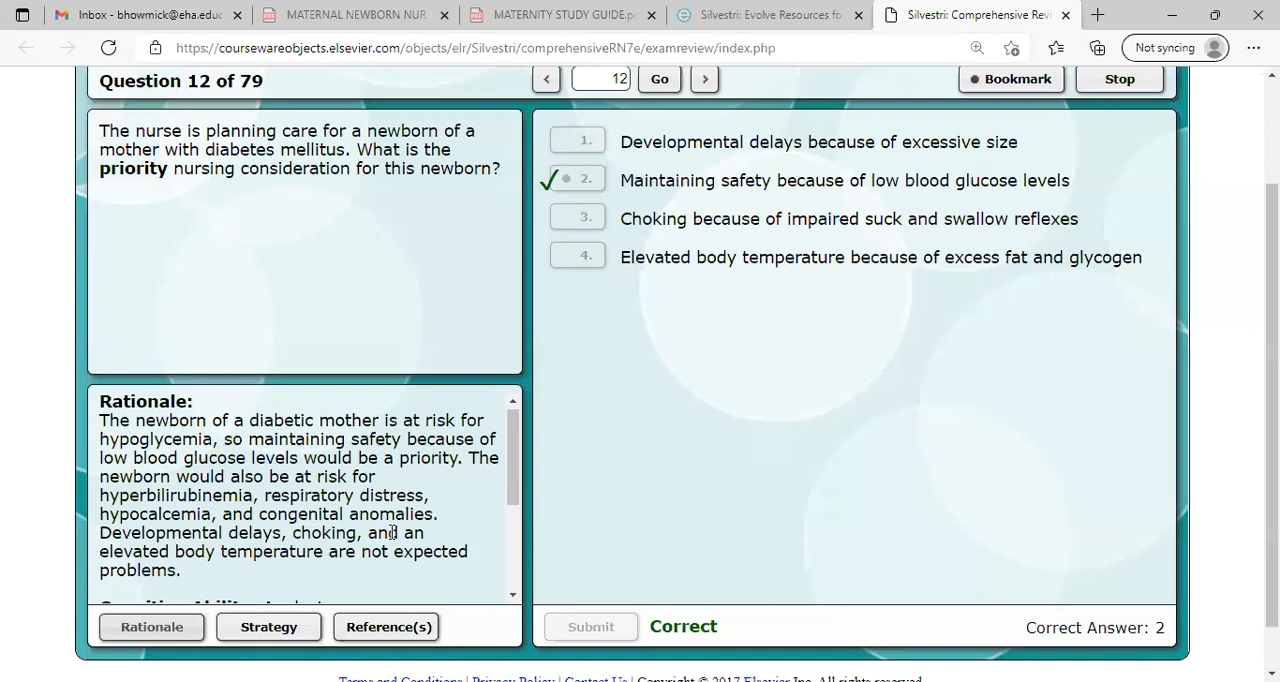 Inbox - bhowmick@eha.educ
MATERNAL NEWBORN NUR
MATERNITY STUDY GUIDE.p
Silvestri: Evolve Resources fo
Silvestri: Comprehensive Revi
https://coursewareobjects.elsevier.com/objects/elr/Silvestri/comprehensiveRN7e/examreview/index.php
Not syncing
Question 12 of 79
< 12 Go >
Bookmark
Stop
The nurse is planning care for a newborn of a
mother with diabetes mellitus. What is the
priority nursing consideration for this newborn?
1. Developmental delays because of excessive size
2. Maintaining safety because of low blood glucose levels
3. Choking because of impaired suck and swallow reflexes
4. Elevated body temperature because of excess fat and glycogen
Rationale:
The newborn of a diabetic mother is at risk for
hypoglycemia, so maintaining safety because of
low blood glucose levels would be a priority. The
newborn would also be at risk for
hyperbilirubinemia, respiratory distress,
hypocalcemia, and congenital anomalies.
Developmental delays, choking, and an
elevated body temperature are not expected
problems.
Rationale
Strategy
Reference(s)
Submit
Correct
Correct Answer: 2
Terms and Conditions | Privacy Policy | Contact Us | Copyright © 2017 Elsevier Inc. All rights reserved